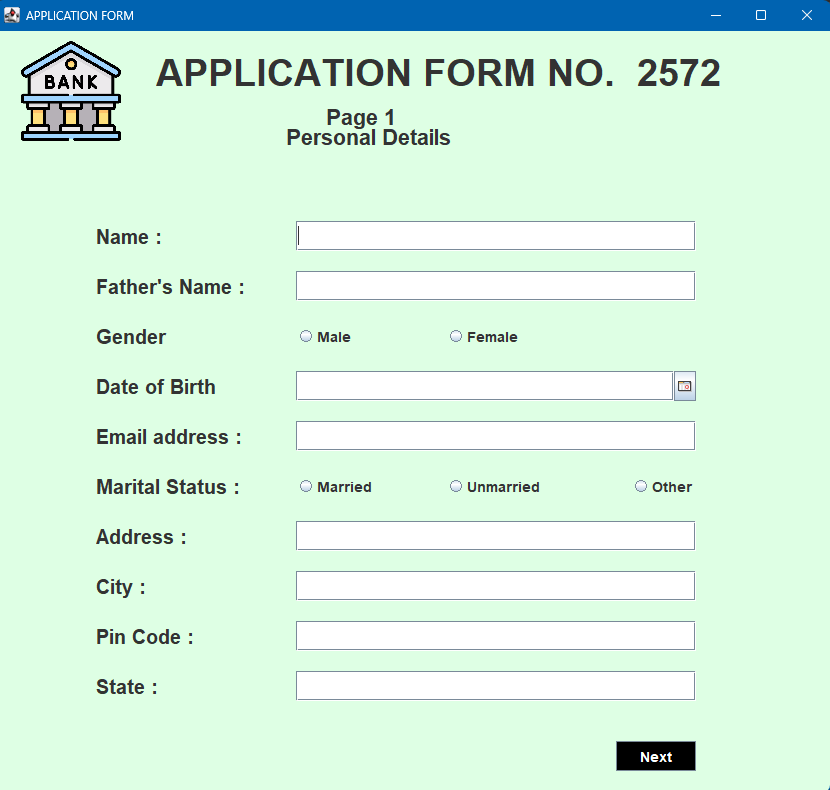 APPLICATION FORM
BANK
APPLICATION FORM NO. 2572
Page 1
Personal Details
Name :
Father's Name :
Gender Male Female
Date of Birth
Email address :
Marital Status : Married Unmarried Other
Address :
City :
Pin Code :
State :
Next